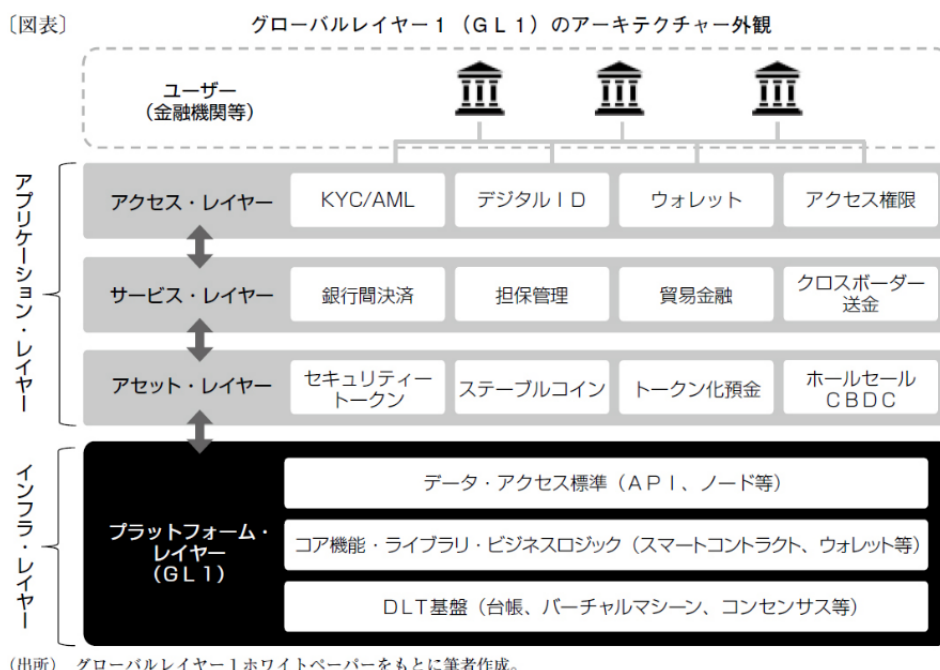 〔図表〕 グローバルレイヤー1（GL1）のアーキテクチャー外観
ユーザー
（金融機関等）
アプリケーション・レイヤー
アクセス・レイヤー
KYC/AML
デジタルID
ウォレット
アクセス権限
サービス・レイヤー
銀行間決済
担保管理
貿易金融
クロスボーダー
送金
アセット・レイヤー
セキュリティー
トークン
ステーブルコイン
トークン化預金
ホールセール
CBDC
インフラ・レイヤー
プラットフォーム・
レイヤー
（GL1）
データ・アクセス標準（API、ノード等）
コア機能・ライブラリ・ビジネスロジック（スマートコントラクト、ウォレット等）
DLT基盤（台帳、バーチャルマシーン、コンセンサス等）
（出所） グローバルレイヤー1ホワイトペーパーをもとに筆者作成。